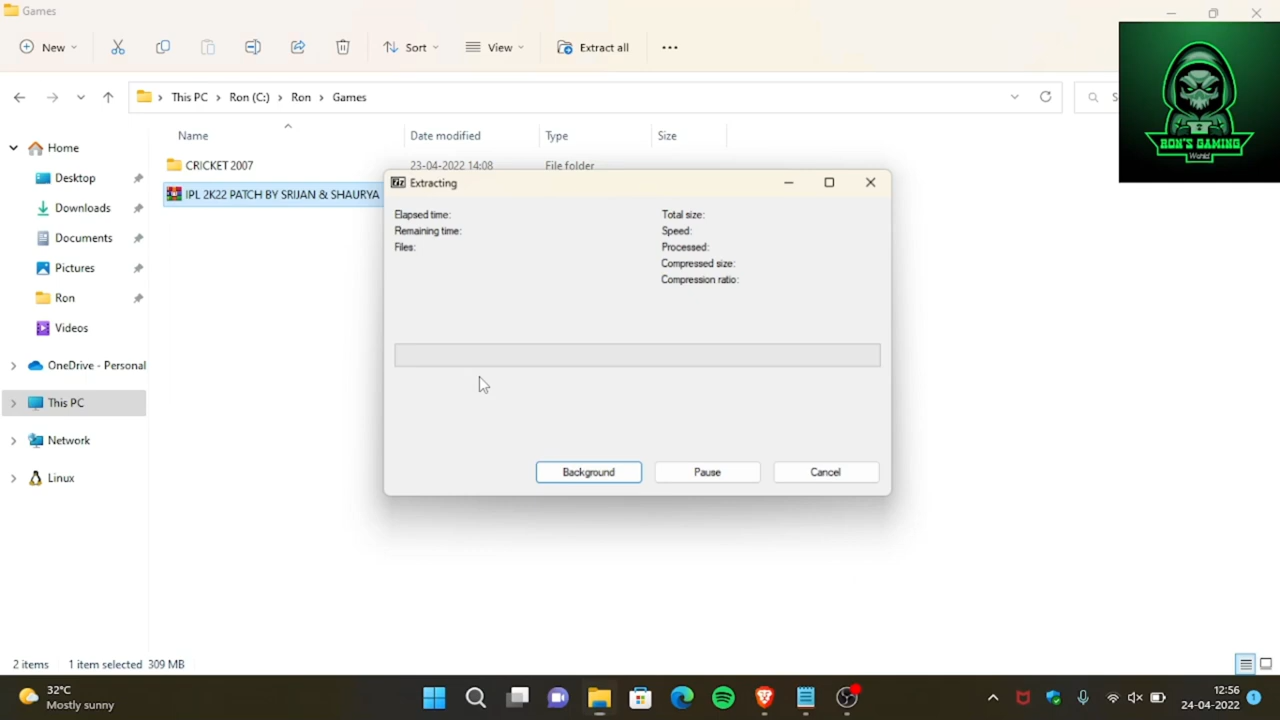 Games
New
Sort
View
Extract all
This PC > Ron (C:) > Ron > Games
S
RON'S GAMING
World
Name
Date modified
Type
Size
CRICKET 2007
23-04-2022 14:08
File folder
IPL 2K22 PATCH BY SRIJAN & SHAURYA
Home
Desktop
Downloads
Documents
Pictures
Ron
Videos
OneDrive - Personal
This PC
Network
Linux
7z Extracting
Elapsed time:
Remaining time:
Files:
Total size:
Speed:
Processed:
Compressed size:
Compression ratio:
Background
Pause
Cancel
2 items
1 item selected 309 MB
32°C
Mostly sunny
12:56
24-04-2022
1